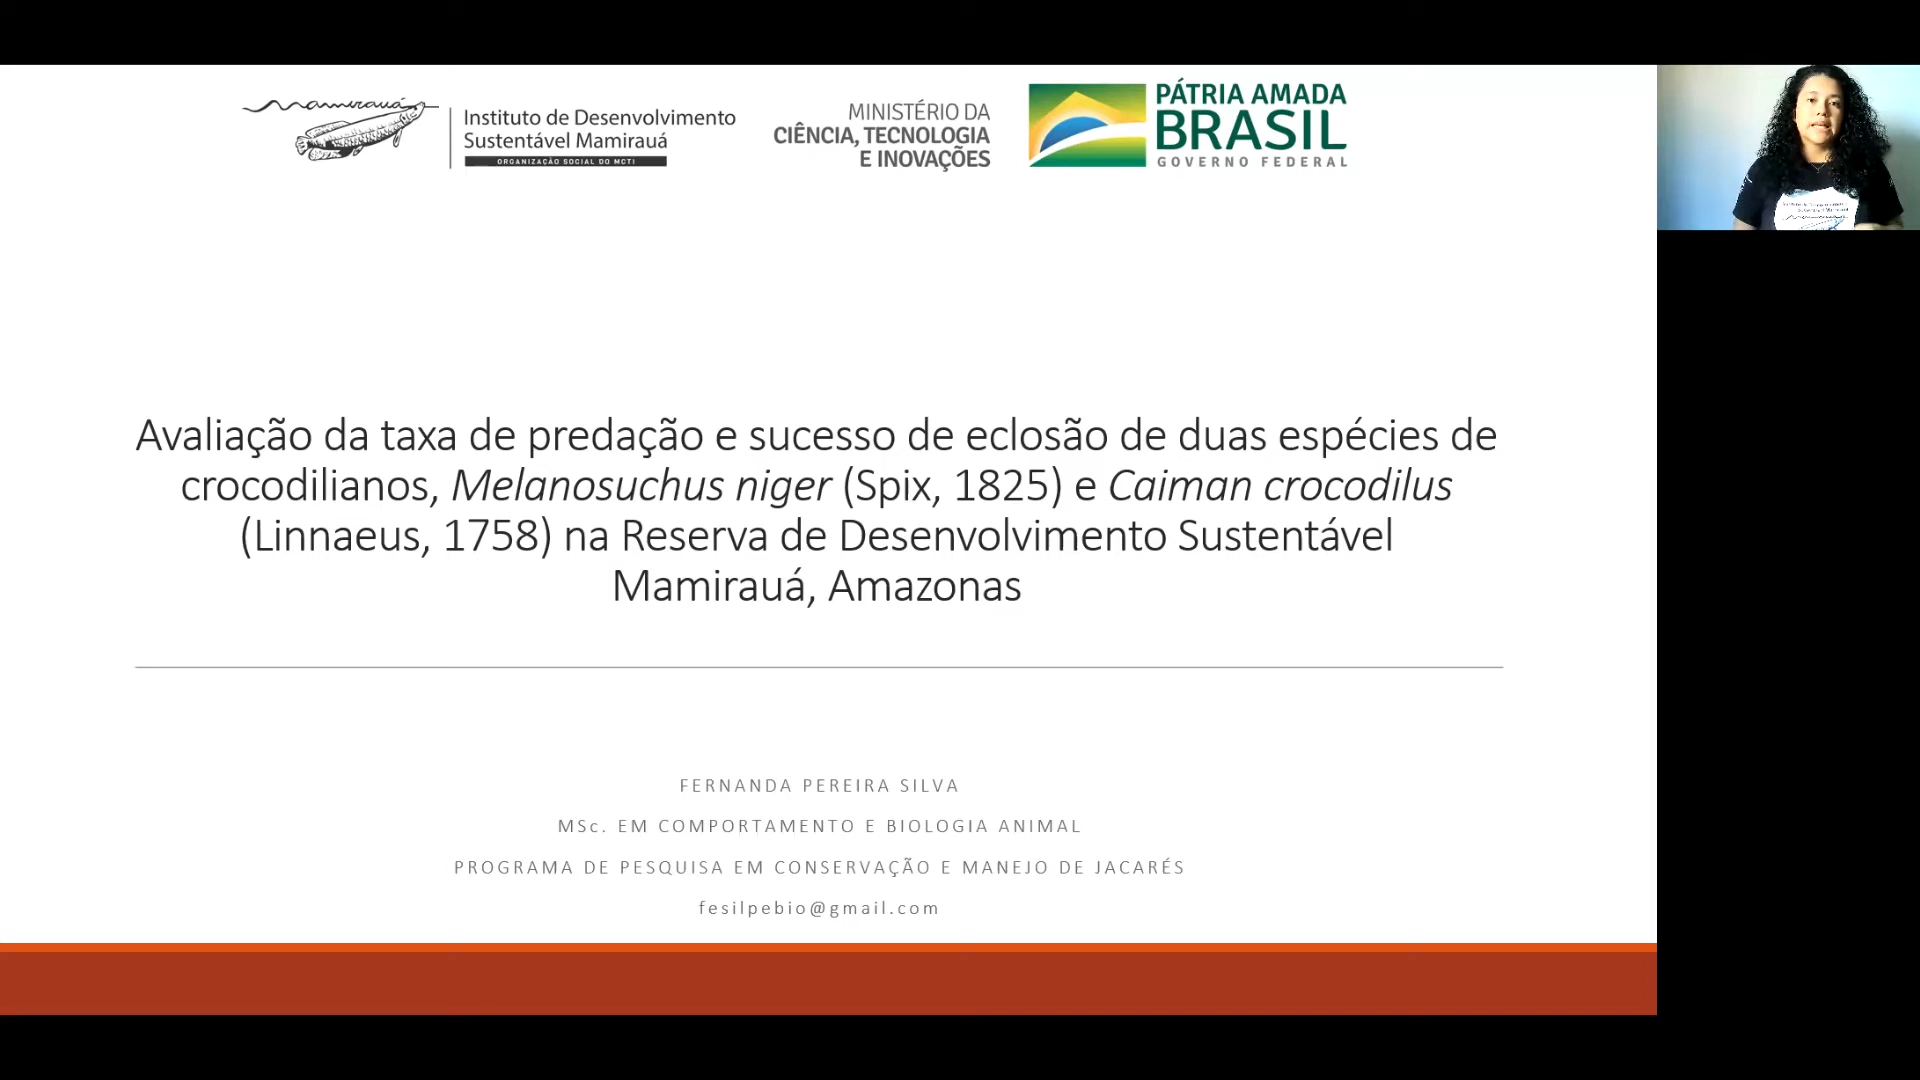 Mamirauá
Instituto de Desenvolvimento
Sustentável Mamirauá
ORGANIZAÇÃO SOCIAL DO MCTI
MINISTÉRIO DA
CIÊNCIA, TECNOLOGIA
E INOVAÇÕES
PÁTRIA AMADA
BRASIL
GOVERNO FEDERAL
Avaliação da taxa de predação e sucesso de eclosão de duas espécies de
crocodilianos, Melanosuchus niger (Spix, 1825) e Caiman crocodilus
(Linnaeus, 1758) na Reserva de Desenvolvimento Sustentável
Mamirauá, Amazonas
FERNANDA PEREIRA SILVA
MSc. EM COMPORTAMENTO E BIOLOGIA ANIMAL
PROGRAMA DE PESQUISA EM CONSERVAÇÃO E MANEJO DE JACARÉS
fesilpebio@gmail.com